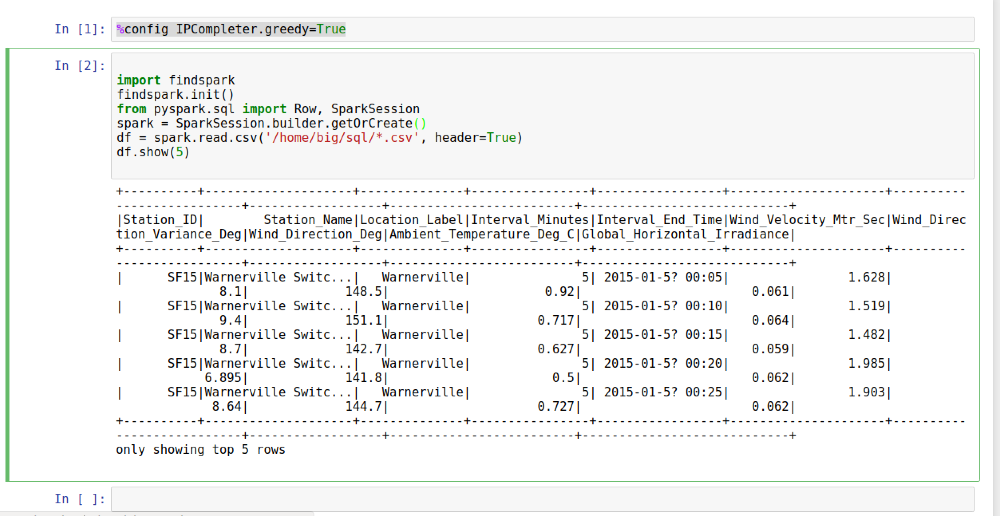 In [1]: %config IPCompleter.greedy=True
In [2]:
import findspark
findspark.init()
from pyspark.sql import Row, SparkSession
spark = SparkSession.builder.getOrCreate()
df = spark.read.csv('/home/big/sql/*.csv', header=True)
df.show(5)
+----------+--------------------+--------------+----------------+-----------------+---------------------+----------
-----------------+------------------+-------------------------+----------------------------+
|Station_ID|        Station_Name|Location_Label|Interval_Minutes|Interval_End_Time|Wind_Velocity_Mtr_Sec|Wind_Direc
tion_Variance_Deg|Wind_Direction_Deg|Ambient_Temperature_Deg_C|Global_Horizontal_Irradiance|
+----------+--------------------+--------------+----------------+-----------------+---------------------+----------
-----------------+------------------+-------------------------+----------------------------+
|      SF15|Warnerville Switc...|   Warnerville|               5| 2015-01-5? 00:05|                1.628|
              8.1|             148.5|                     0.92|                       0.061|
|      SF15|Warnerville Switc...|   Warnerville|               5| 2015-01-5? 00:10|                1.519|
              9.4|             151.1|                    0.717|                       0.064|
|      SF15|Warnerville Switc...|   Warnerville|               5| 2015-01-5? 00:15|                1.482|
              8.7|             142.7|                    0.627|                       0.059|
|      SF15|Warnerville Switc...|   Warnerville|               5| 2015-01-5? 00:20|                1.985|
            6.895|             141.8|                      0.5|                       0.062|
|      SF15|Warnerville Switc...|   Warnerville|               5| 2015-01-5? 00:25|                1.903|
             8.64|             144.7|                    0.727|                       0.062|
+----------+--------------------+--------------+----------------+-----------------+---------------------+----------
-----------------+------------------+-------------------------+----------------------------+
only showing top 5 rows
In [ ]: